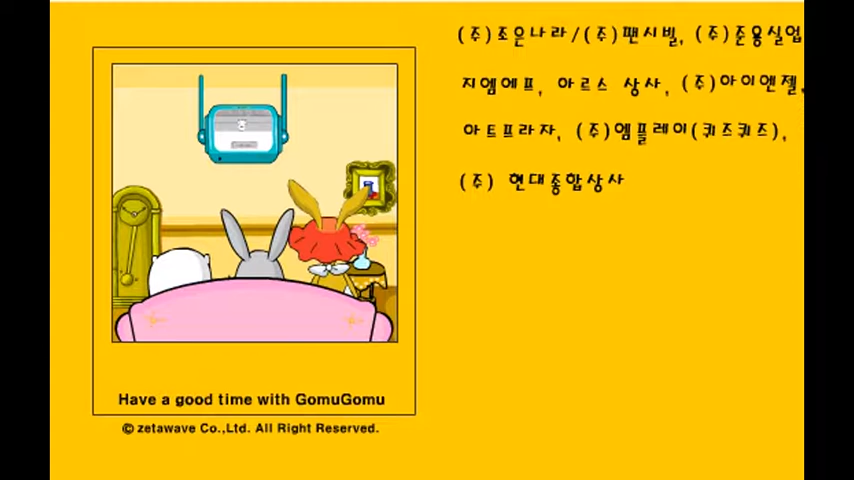 (주)조은나라/(주)팬시빌, (주)준용실업
지엠에프, 아르스 상사, (주)아이엔젤,
아트프라자, (주)엠플레이(퀴즈퀴즈),
(주) 현대종합상사
Have a good time with GomuGomu
© zetawave Co.,Ltd. All Right Reserved.